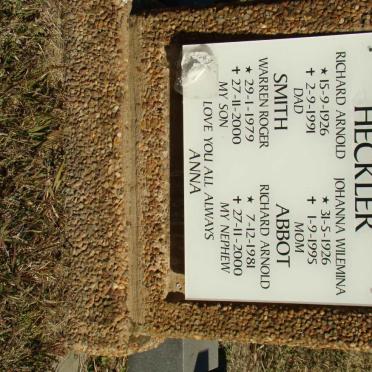 HECKLER
RICHARD ARNOLD JOHANNA WILEMINA
★ 15-9-1926 ★ 31-5-1926
✝ 2-9-1991 ✝ 1-9-1995
DAD MOM
SMITH ABBOT
WARREN ROGER RICHARD ARNOLD
★ 29-1-1979 ★ 7-12-1981
✝ 27-11-2000 ✝ 27-11-2000
MY SON MY NEPHEW
LOVE YOU ALL ALWAYS
ANNA